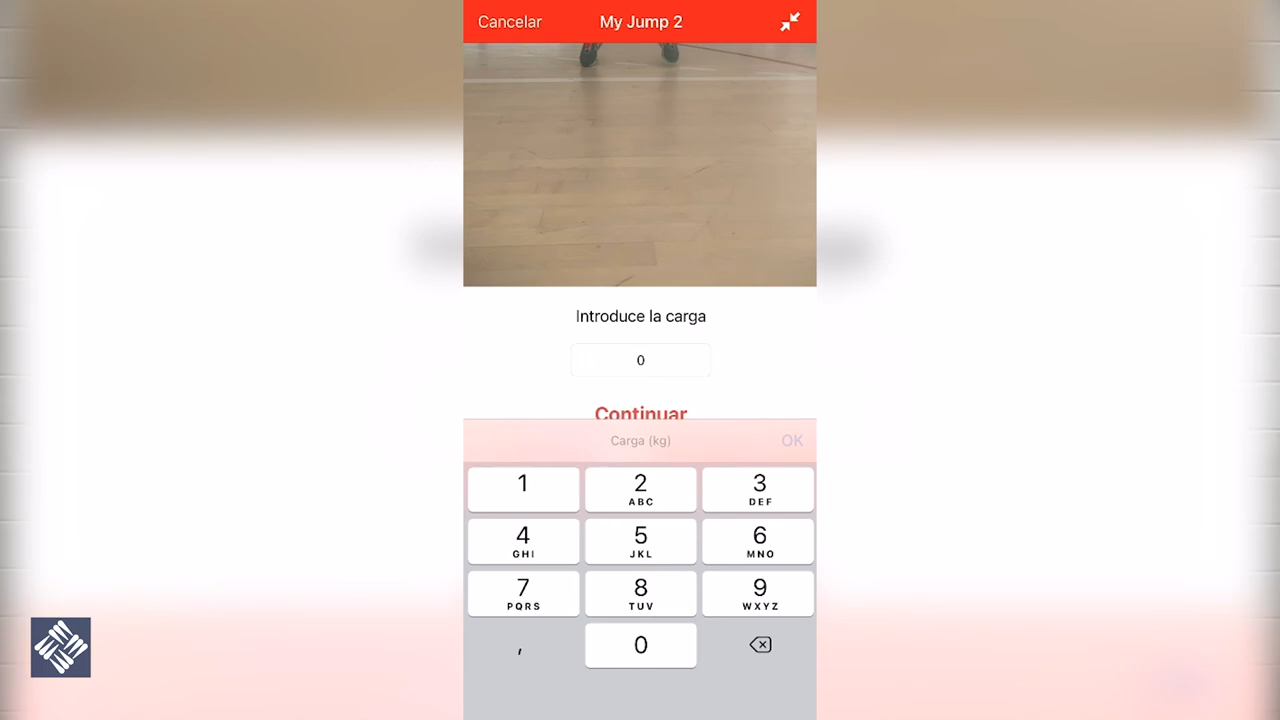 Cancelar
My Jump 2
Introduce la carga
0
Continuar
Carga (kg)
OK
1
2
ABC
3
DEF
4
GHI
5
JKL
6
MNO
7
PQRS
8
TUV
9
WXYZ
,
0